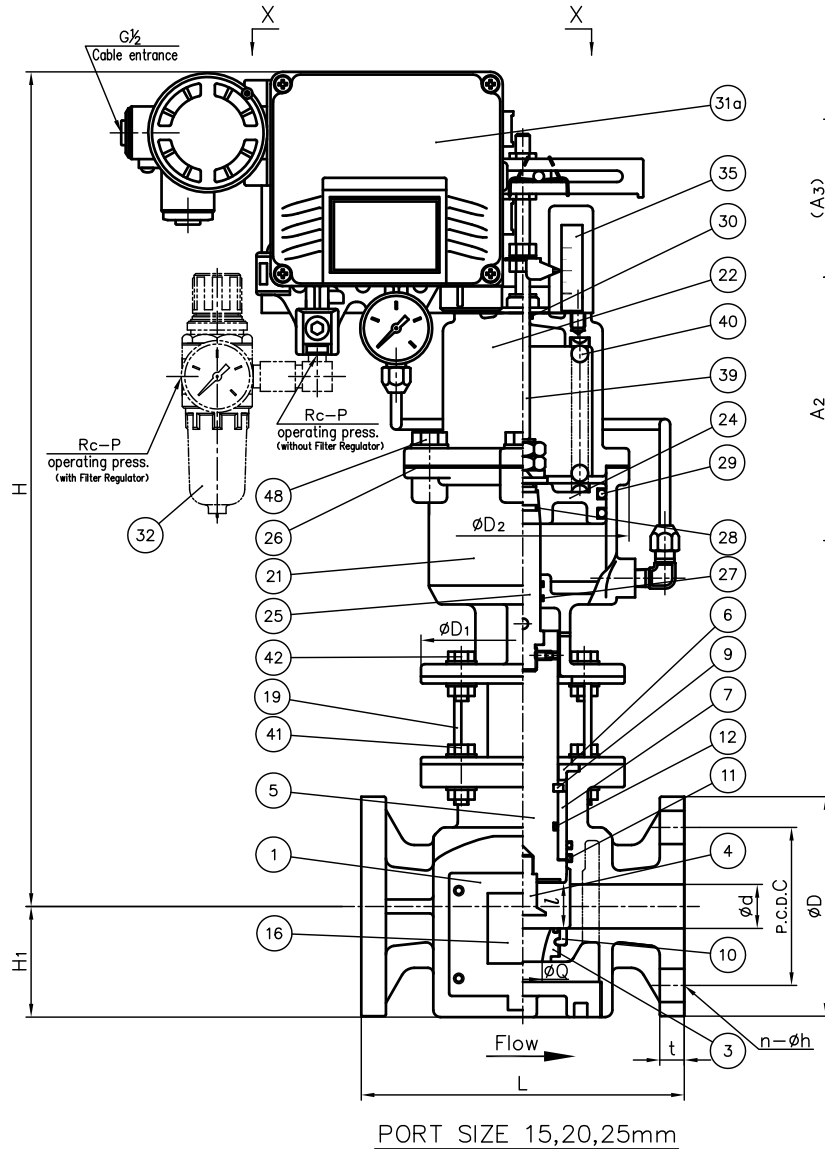 X
X
G½
Cable entrance
31a
(A3)
35
30
22
40
Rc-P
operating press.
(without Filter Regulator)
39
A2
H
Rc-P
operating press.
(with Filter Regulator)
24
48
29
32
26
øD2
28
21
27
25
øD1
6
42
9
19
7
41
12
5
11
1
4
l
ød
P.C.D.C
øD
16
10
H1
øQ
Flow
t
3
n-øh
L
PORT SIZE 15,20,25mm